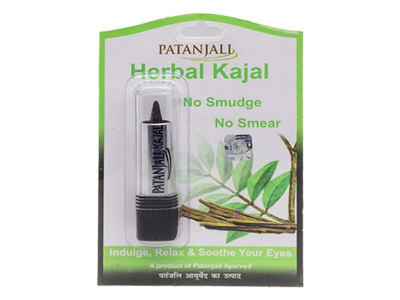 PATANJALI
Herbal Kajal
No Smudge
No Smear
PATANJALI KAJAL
Indulge, Relax & Soothe Your Eyes
A product of Patanjali Ayurved
पतंजलि आयुर्वेद का उत्पाद